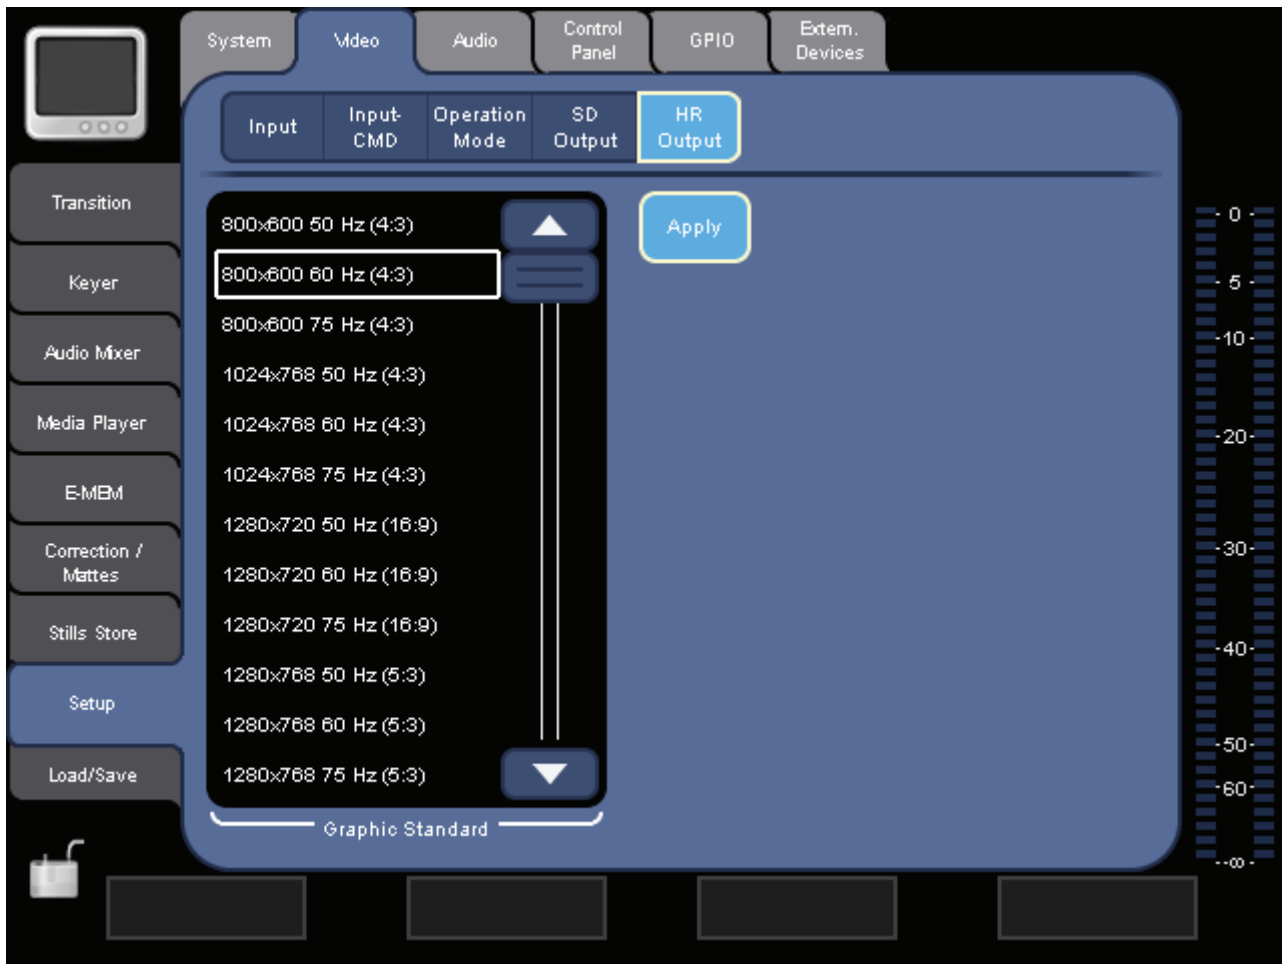 System
Video
Audio
Control
Panel
GPIO
Extern.
Devices
Input
Input-
CMD
Operation
Mode
SD
Output
HR
Output
Transition
Keyer
Audio Mixer
Media Player
E-MEM
Correction /
Mattes
Stills Store
Setup
Load/Save
800x600 50 Hz (4:3)
800x600 60 Hz (4:3)
800x600 75 Hz (4:3)
1024x768 50 Hz (4:3)
1024x768 60 Hz (4:3)
1024x768 75 Hz (4:3)
1280x720 50 Hz (16:9)
1280x720 60 Hz (16:9)
1280x720 75 Hz (16:9)
1280x768 50 Hz (5:3)
1280x768 60 Hz (5:3)
1280x768 75 Hz (5:3)
Graphic Standard
Apply
- 0 -
- 5 -
-10-
-20-
-30-
-40-
-50-
-60-
--∞-